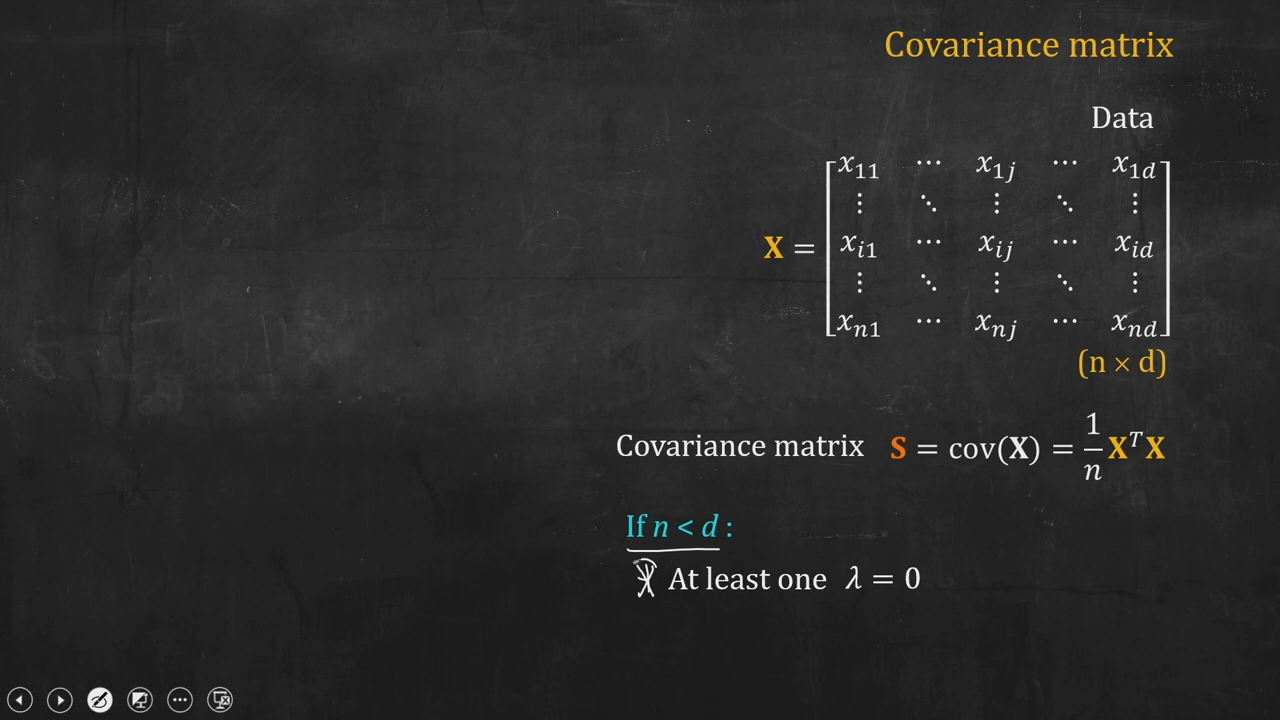 Covariance matrix
Data
X = [x₁₁ ⋯ x₁ⱼ ⋯ x₁d
⋮ ⋱ ⋮ ⋱ ⋮
xᵢ₁ ⋯ xᵢⱼ ⋯ xᵢd
⋮ ⋱ ⋮ ⋱ ⋮
xₙ₁ ⋯ xₙⱼ ⋯ xₙd]
(n × d)
Covariance matrix S = cov(X) = 1/n XᵀX
If n < d :
At least one λ = 0